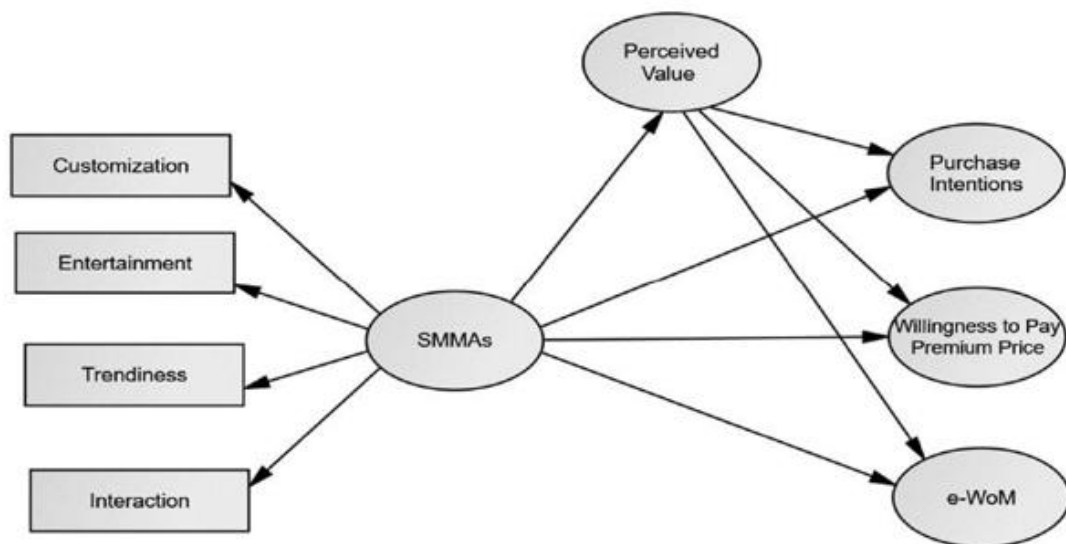 Perceived
Value
Customization
Purchase
Intentions
Entertainment
SMMAs
Willingness to Pay
Premium Price
Trendiness
Interaction
e-WoM